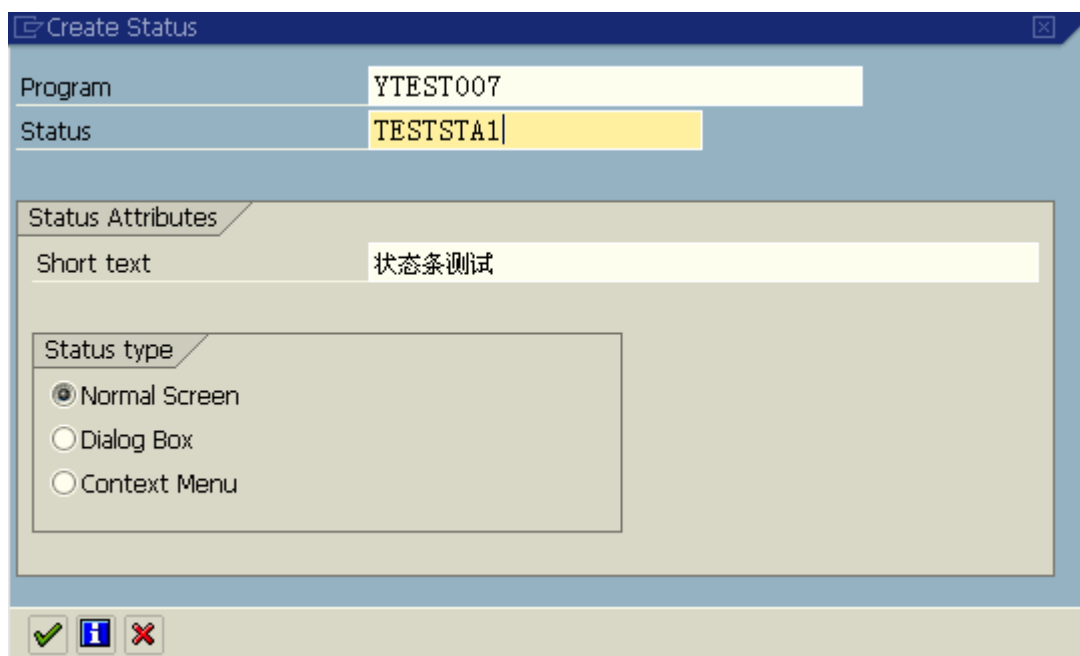 Create Status
Program YTEST007
Status TESTSTA1
Status Attributes
Short text 状态条测试
Status type
Normal Screen
Dialog Box
Context Menu